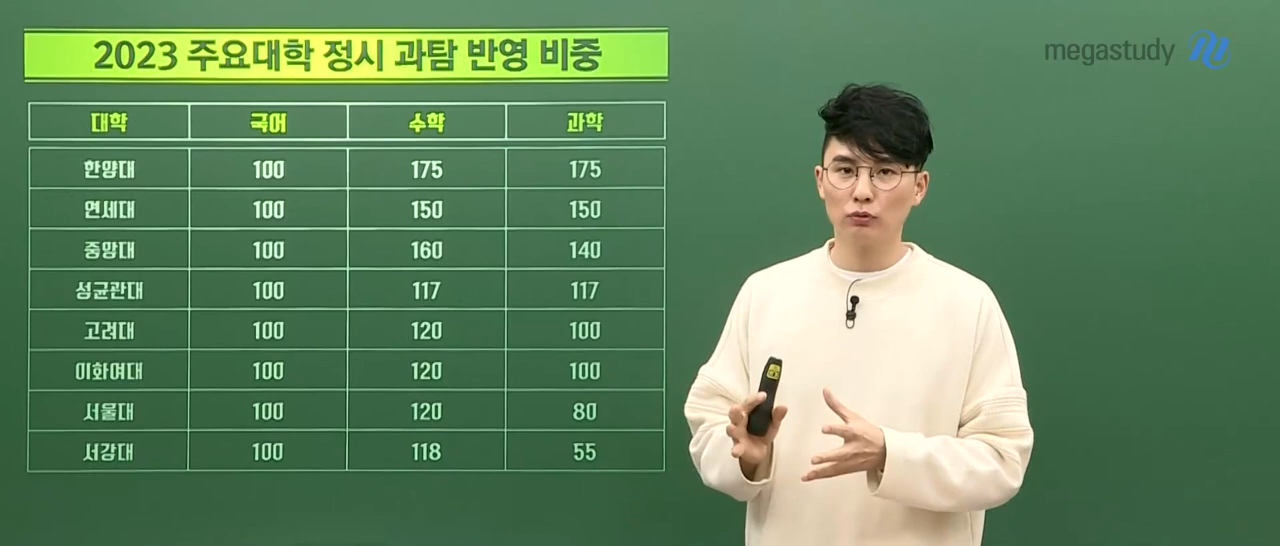 2023 주요대학 정시 과탐 반영 비중
megastudy
대학 국어 수학 과학
한양대 100 175 175
연세대 100 150 150
중앙대 100 160 140
성균관대 100 117 117
고려대 100 120 100
이화여대 100 120 100
서울대 100 120 80
서강대 100 118 55